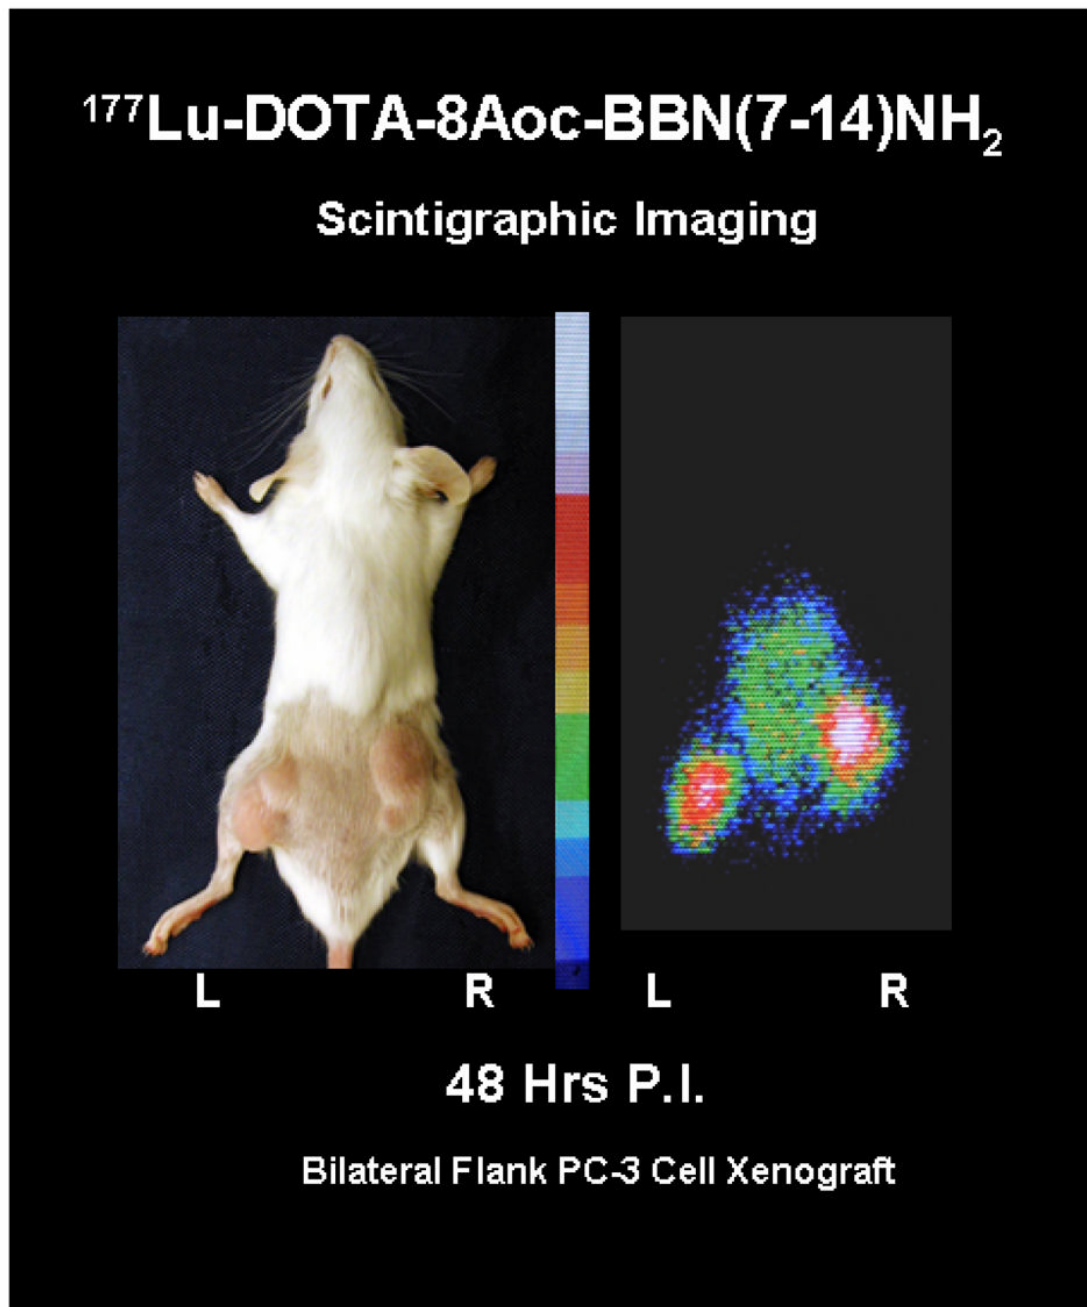 ¹⁷⁷Lu-DOTA-8Aoc-BBN(7-14)NH₂
Scintigraphic Imaging
L R L R
48 Hrs P.I.
Bilateral Flank PC-3 Cell Xenograft